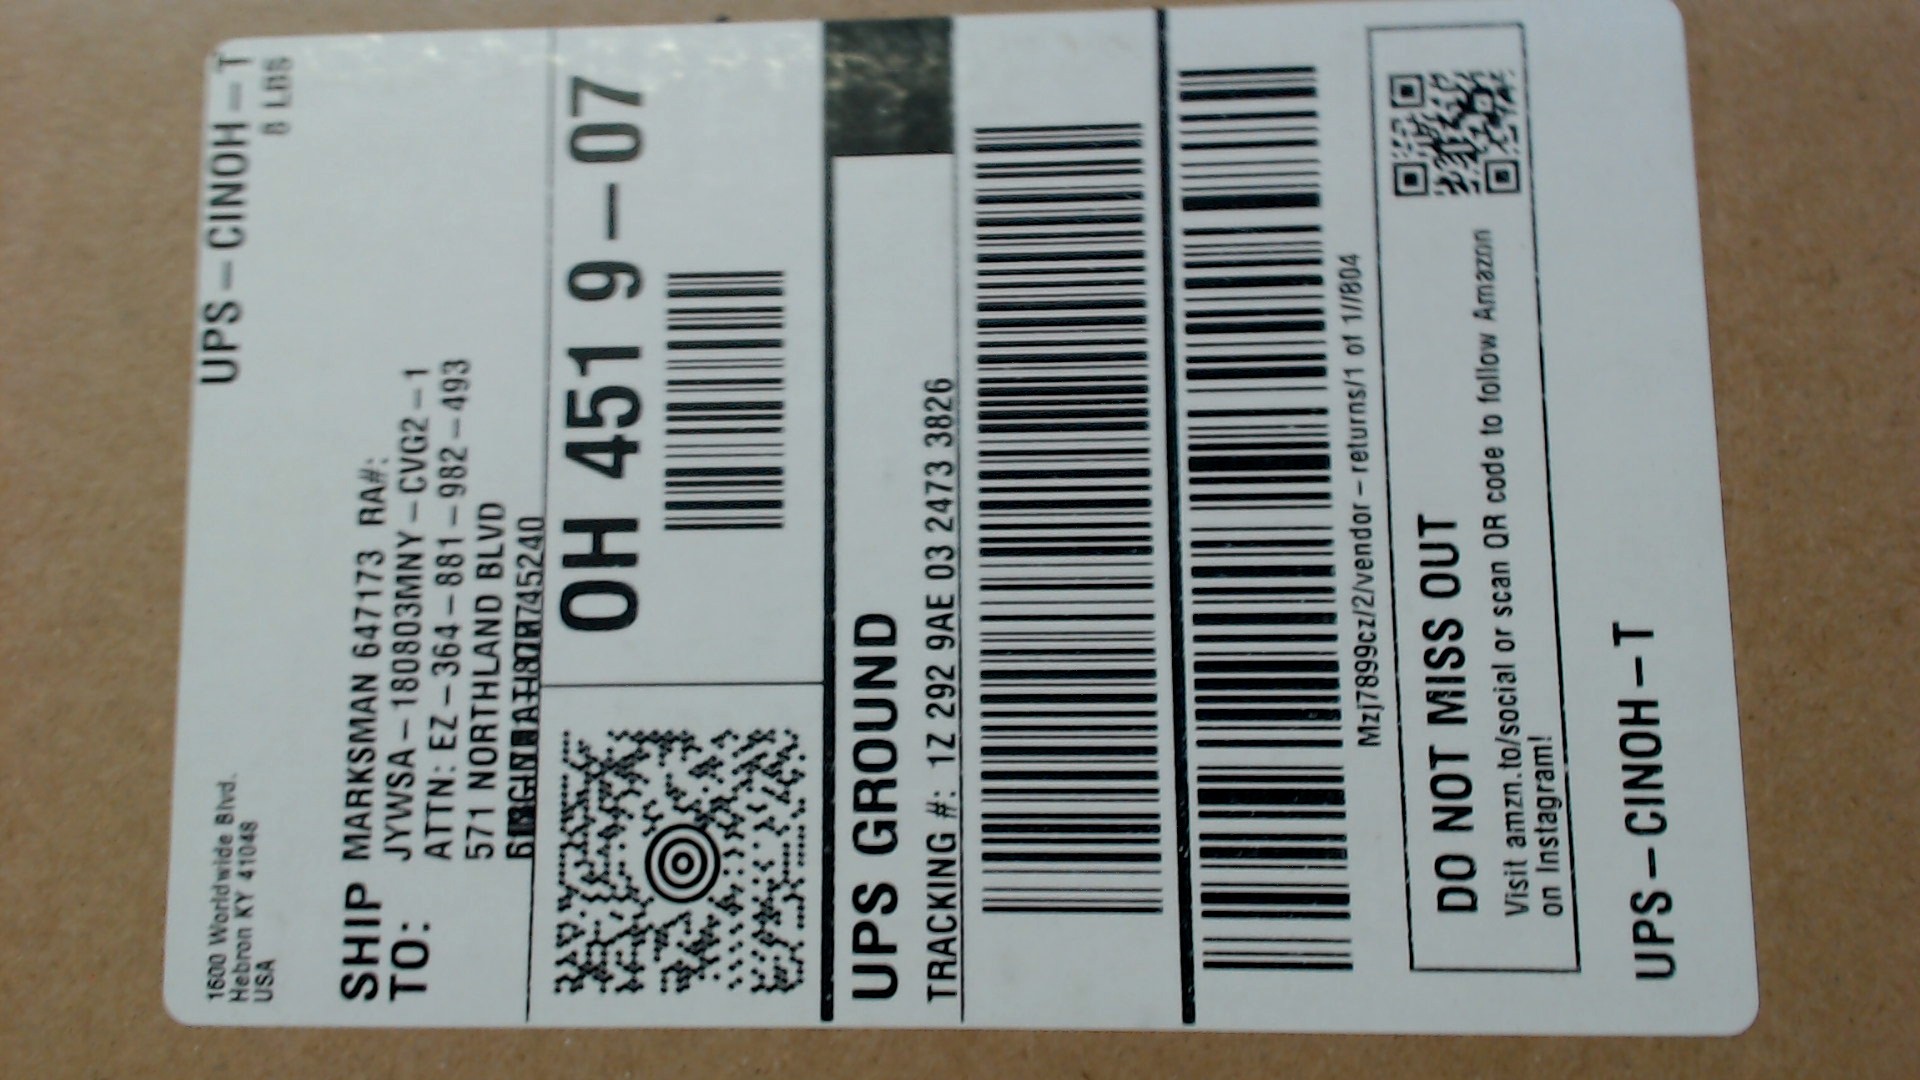 1600 Worldwide Blvd.
Hebron KY 41048
USA
UPS-CINOH-T
8 LBS
SHIP
TO:
MARKSMAN 647173 RA#:
JYWSA-180803MNY-CVG2-1
ATTN: EZ-364-881-982-493
571 NORTHLAND BLVD
OH 451 9-07
UPS GROUND
TRACKING #: 1Z 292 9AE 03 2473 3826
Mzj7899cz/2/vendor-returns/1 of 1//804
DO NOT MISS OUT
Visit amzn.to/social or scan QR code to follow Amazon
on Instagram!
UPS-CINOH-T